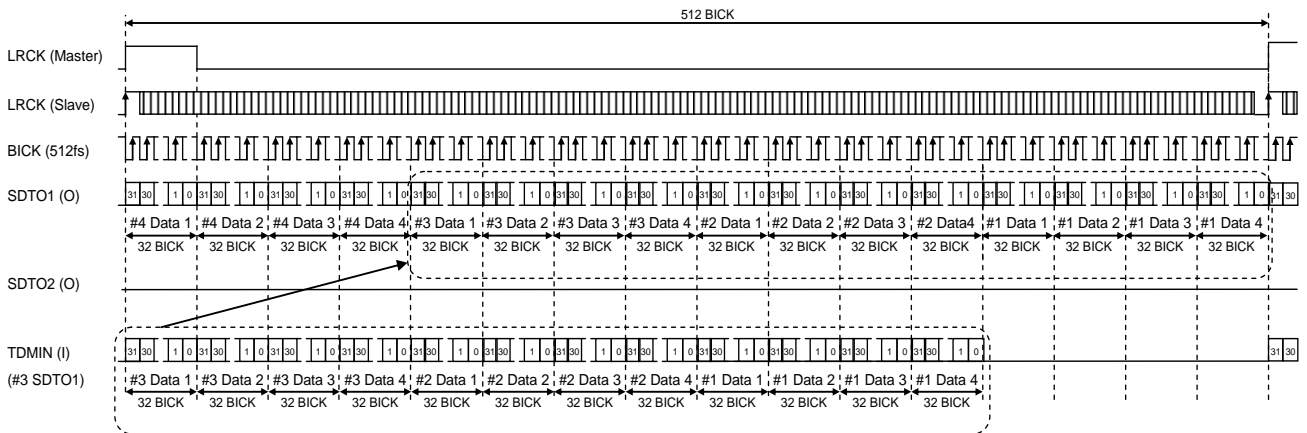 512 BICK
LRCK (Master)
LRCK (Slave)
BICK (512fs)
SDTO1 (O) 31 30 1 0 31 30 1 0 31 30 1 0 31 30 1 0 31 30 1 0 31 30 1 0 31 30 1 0 31 30 1 0 31 30 1 0 31 30 1 0 31 30 1 0 31 30 1 0 31 30 1 0 31 30 1 0 31 30 1 0 31 30 1 0 31 30
#4 Data 1 #4 Data 2 #4 Data 3 #4 Data 4 #3 Data 1 #3 Data 2 #3 Data 3 #3 Data 4 #2 Data 1 #2 Data 2 #2 Data 3 #2 Data4 #1 Data 1 #1 Data 2 #1 Data 3 #1 Data 4
32 BICK 32 BICK 32 BICK 32 BICK 32 BICK 32 BICK 32 BICK 32 BICK 32 BICK 32 BICK 32 BICK 32 BICK 32 BICK 32 BICK 32 BICK 32 BICK
SDTO2 (O)
TDMIN (I) 31 30 1 0 31 30 1 0 31 30 1 0 31 30 1 0 31 30 1 0 31 30 1 0 31 30 1 0 31 30 1 0 31 30 1 0 31 30 1 0 31 30 1 0 31 30 1 0 31 30
(#3 SDTO1) #3 Data 1 #3 Data 2 #3 Data 3 #3 Data 4 #2 Data 1 #2 Data 2 #2 Data 3 #2 Data 4 #1 Data 1 #1 Data 2 #1 Data 3 #1 Data 4
32 BICK 32 BICK 32 BICK 32 BICK 32 BICK 32 BICK 32 BICK 32 BICK 32 BICK 32 BICK 32 BICK 32 BICK